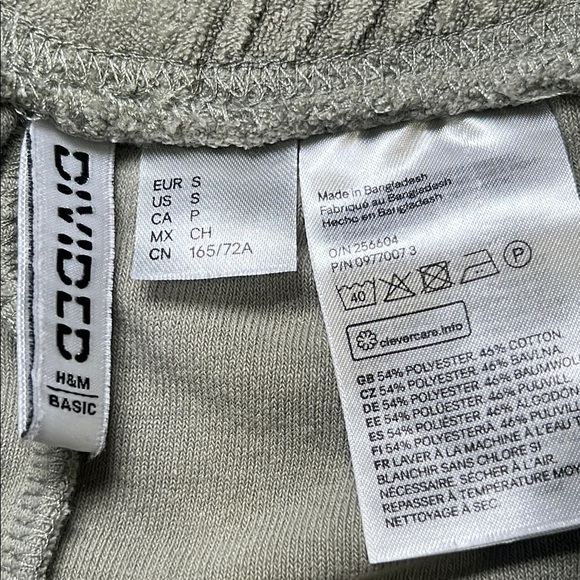 DIVIDED
H&M
BASIC
EUR S
US S
CA P
MX CH
CN 165/72A
Made in Bangladesh
Fabriqué au Bangladesh
Hecho en Bangladesh
O/N 256604
P/N 0977007 3
40
P
clevercare.info
GB 54% POLYESTER, 46% COTTON
CZ 54% POLYESTER, 46% BAVLNA
DE 54% POLYESTER, 46% BAUMWOL
EE 54% POLÜESTER, 46% PUUVILL
ES 54% POLIÉSTER, 46% ALGODÓN
FI 54% POLYESTERIA, 46% PUUVILL
FR LAVER À LA MACHINE À L'EAU T
BLANCHIR SANS CHLORE SI
NÉCESSAIRE. SÉCHER À L'AIR.
REPASSER À TEMPÉRATURE MO
NETTOYAGE À SEC